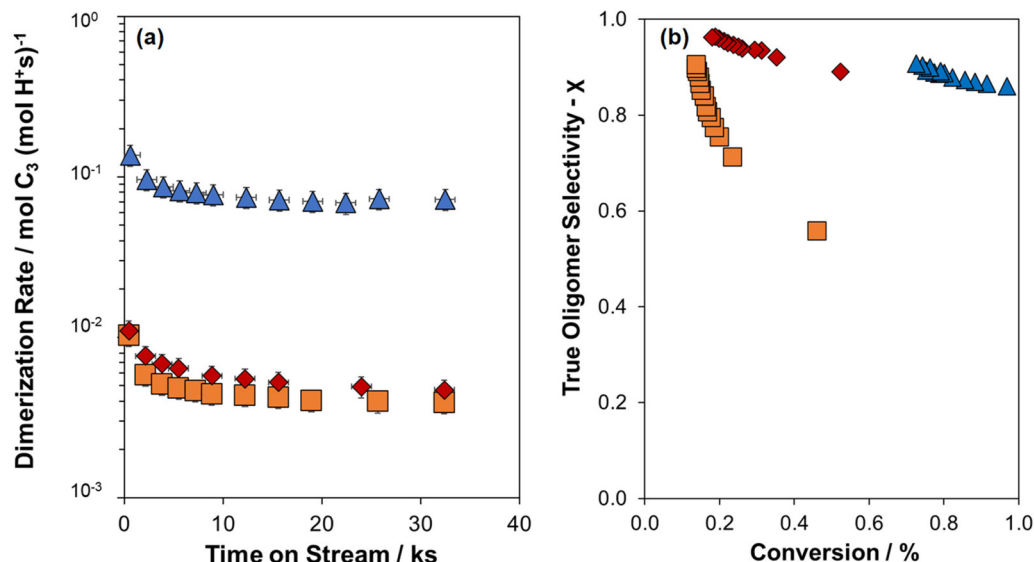 (a)
Dimerization Rate / mol C₃ (mol H⁺s)⁻¹
10⁰
10⁻¹
10⁻²
10⁻³
0 10 20 30 40
Time on Stream / ks
(b)
True Oligomer Selectivity - χ
1.0
0.8
0.6
0.4
0.2
0.0
0.0 0.2 0.4 0.6 0.8 1.0
Conversion / %